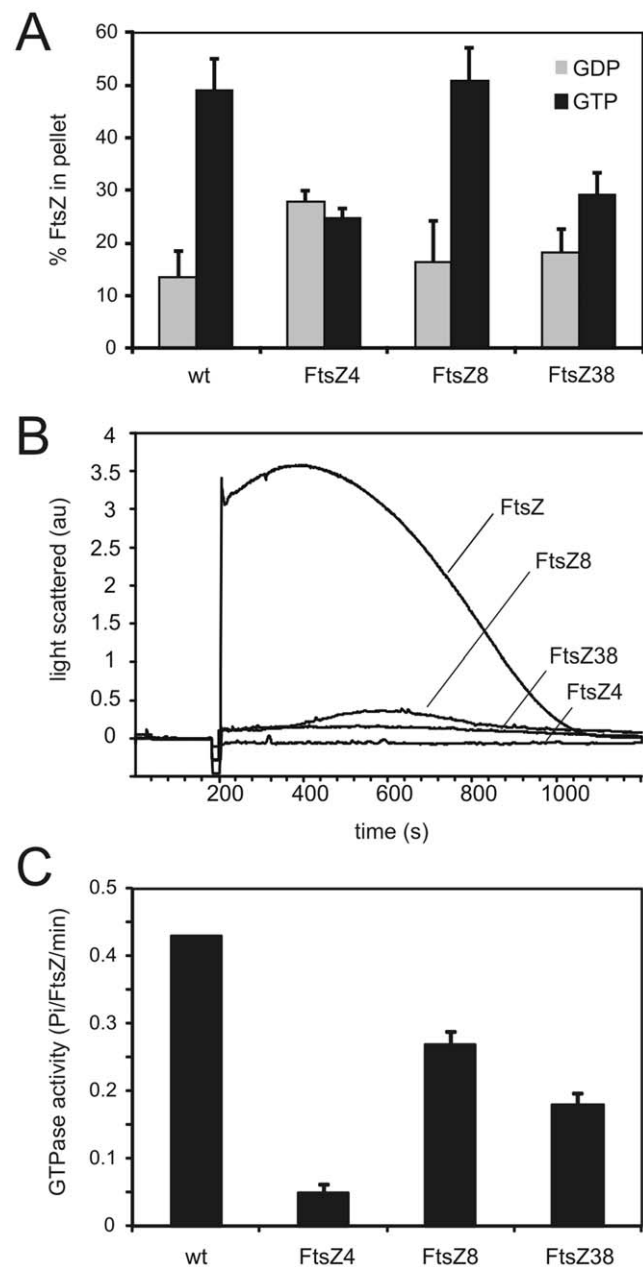 A
% FtsZ in pellet
60
50
40
30
20
10
0
GDP
GTP
wt FtsZ4 FtsZ8 FtsZ38
B
light scattered (au)
4
3.5
3
2.5
2
1.5
1
0.5
0
FtsZ
FtsZ8
FtsZ38
FtsZ4
200 400 600 800 1000
time (s)
C
GTPase activity (Pi/FtsZ/min)
0.5
0.4
0.3
0.2
0.1
0
wt FtsZ4 FtsZ8 FtsZ38